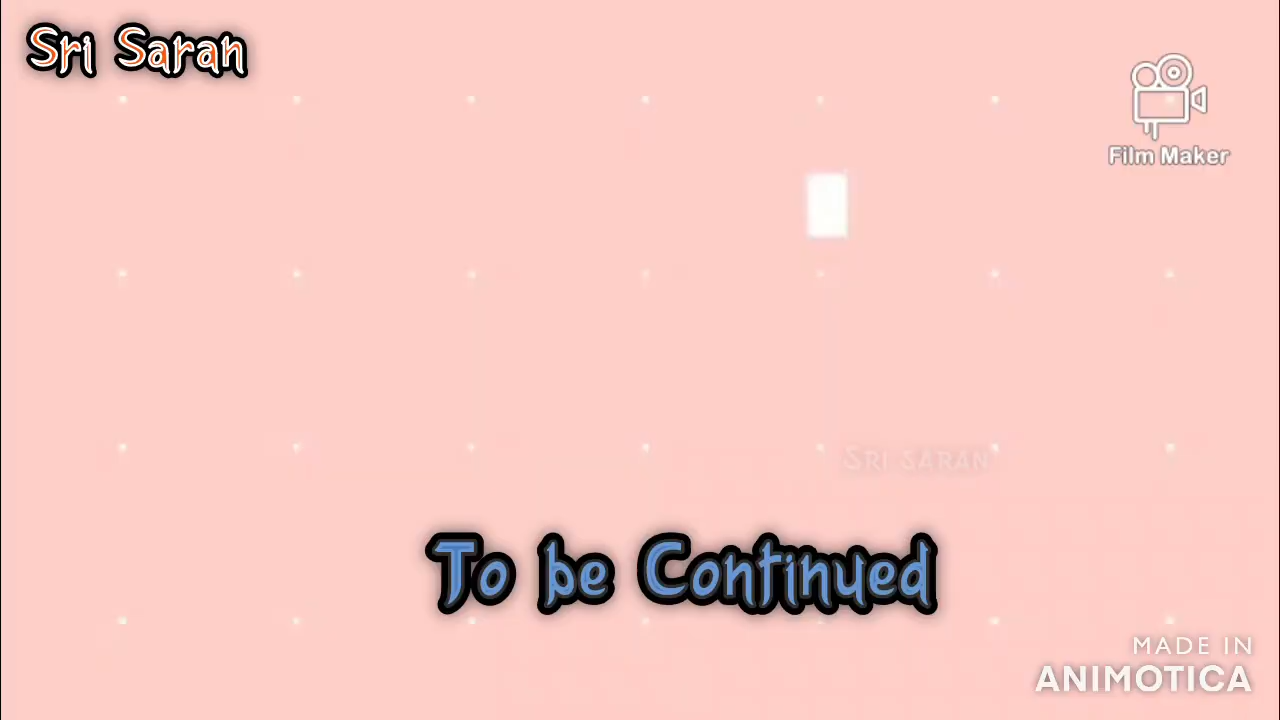 Sri Saran
Film Maker
SRI SARAN
To be Continued
MADE IN
ANIMOTICA